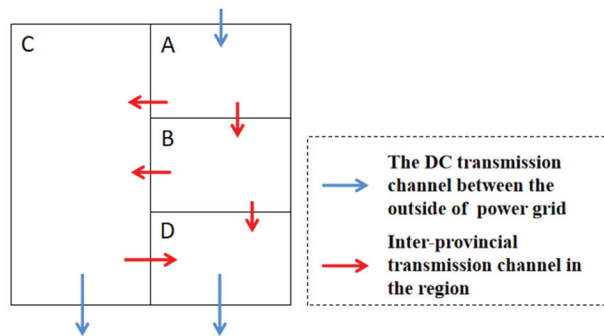 C
A
B
D
The DC transmission
channel between the
outside of power grid
Inter-provincial
transmission channel in
the region